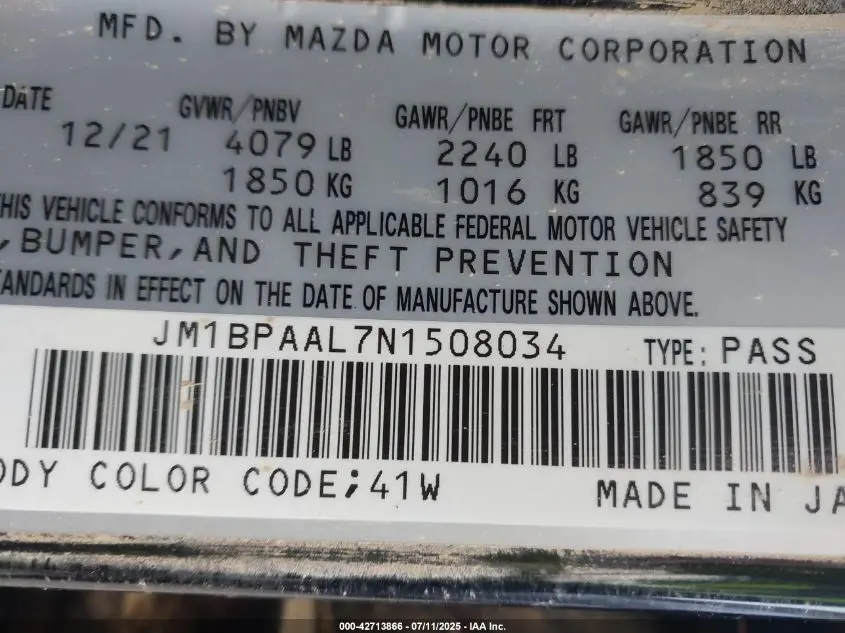 MFD. BY MAZDA MOTOR CORPORATION
DATE GVWR/PNBV GAWR/PNBE FRT GAWR/PNBE RR
12/21 4079 LB 2240 LB 1850 LB
1850 KG 1016 KG 839 KG
THIS VEHICLE CONFORMS TO ALL APPLICABLE FEDERAL MOTOR VEHICLE SAFETY
,BUMPER,AND THEFT PREVENTION
TANDARDS IN EFFECT ON THE DATE OF MANUFACTURE SHOWN ABOVE.
JM1BPAAL7N1508034 TYPE: PASS
ODY COLOR CODE;41W MADE IN JA
000-42713866 - 07/11/2025 - IAA Inc.